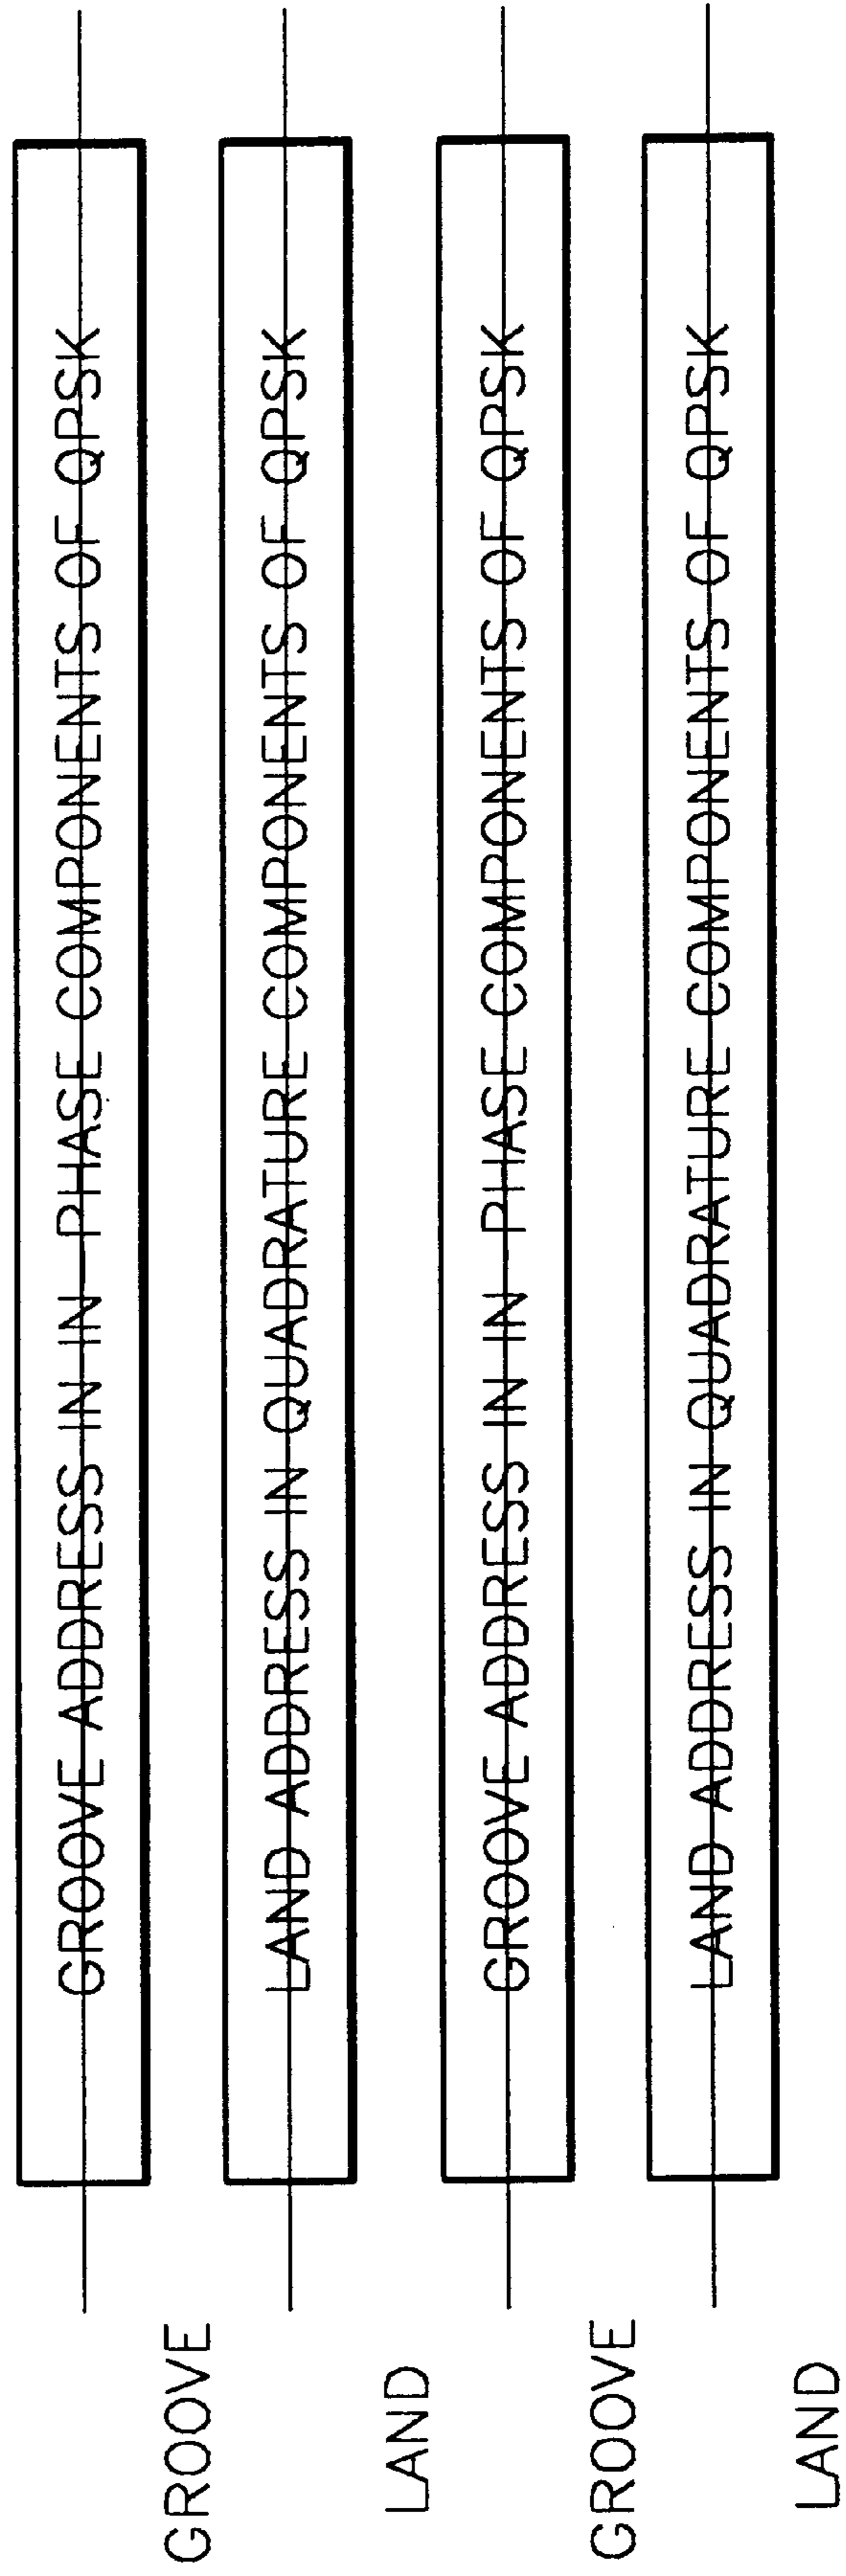 GROOVE ADDRESS IN IN-PHASE COMPONENTS OF QPSK
GROOVE
LAND ADDRESS IN QUADRATURE COMPONENTS OF QPSK
LAND
GROOVE ADDRESS IN IN-PHASE COMPONENTS OF QPSK
GROOVE
LAND ADDRESS IN QUADRATURE COMPONENTS OF QPSK
LAND